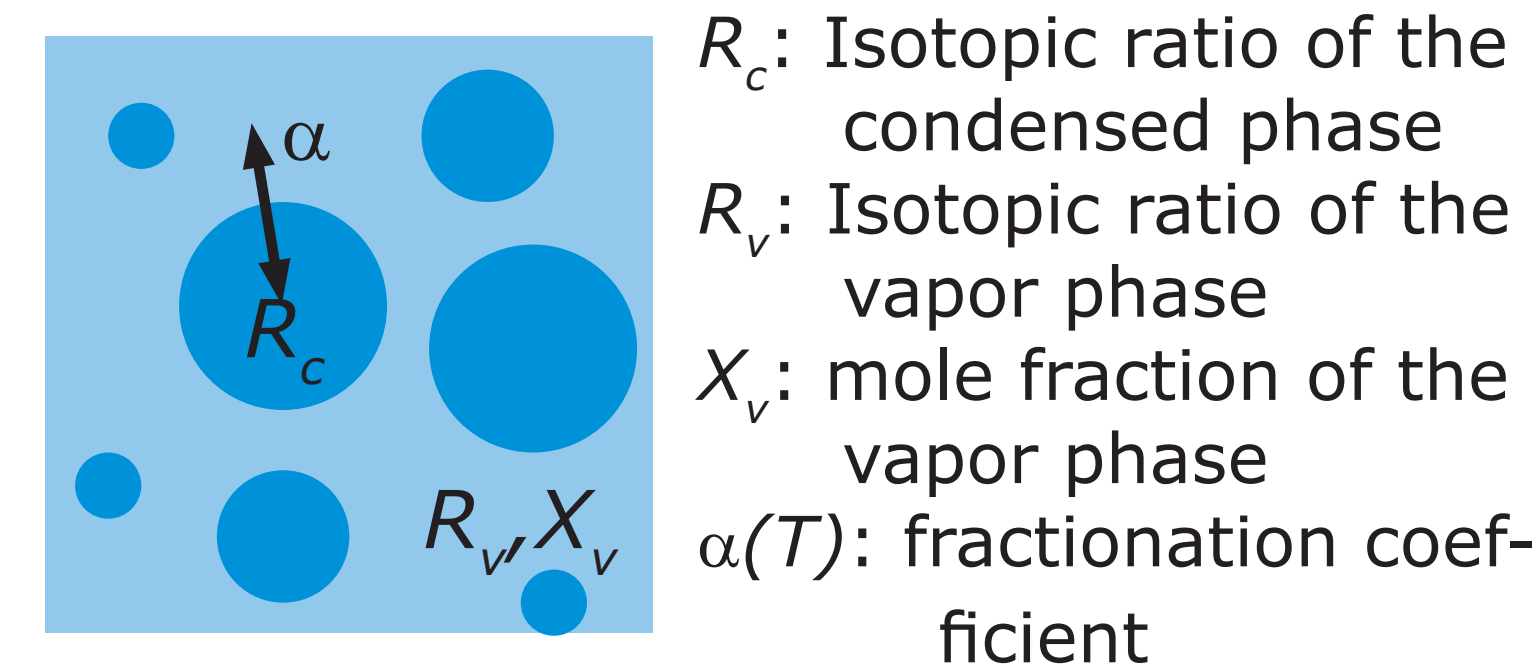 α
R_c
R_v, X_v
R_c: Isotopic ratio of the
condensed phase
R_v: Isotopic ratio of the
vapor phase
X_v: mole fraction of the
vapor phase
α(T): fractionation coef-
ficient